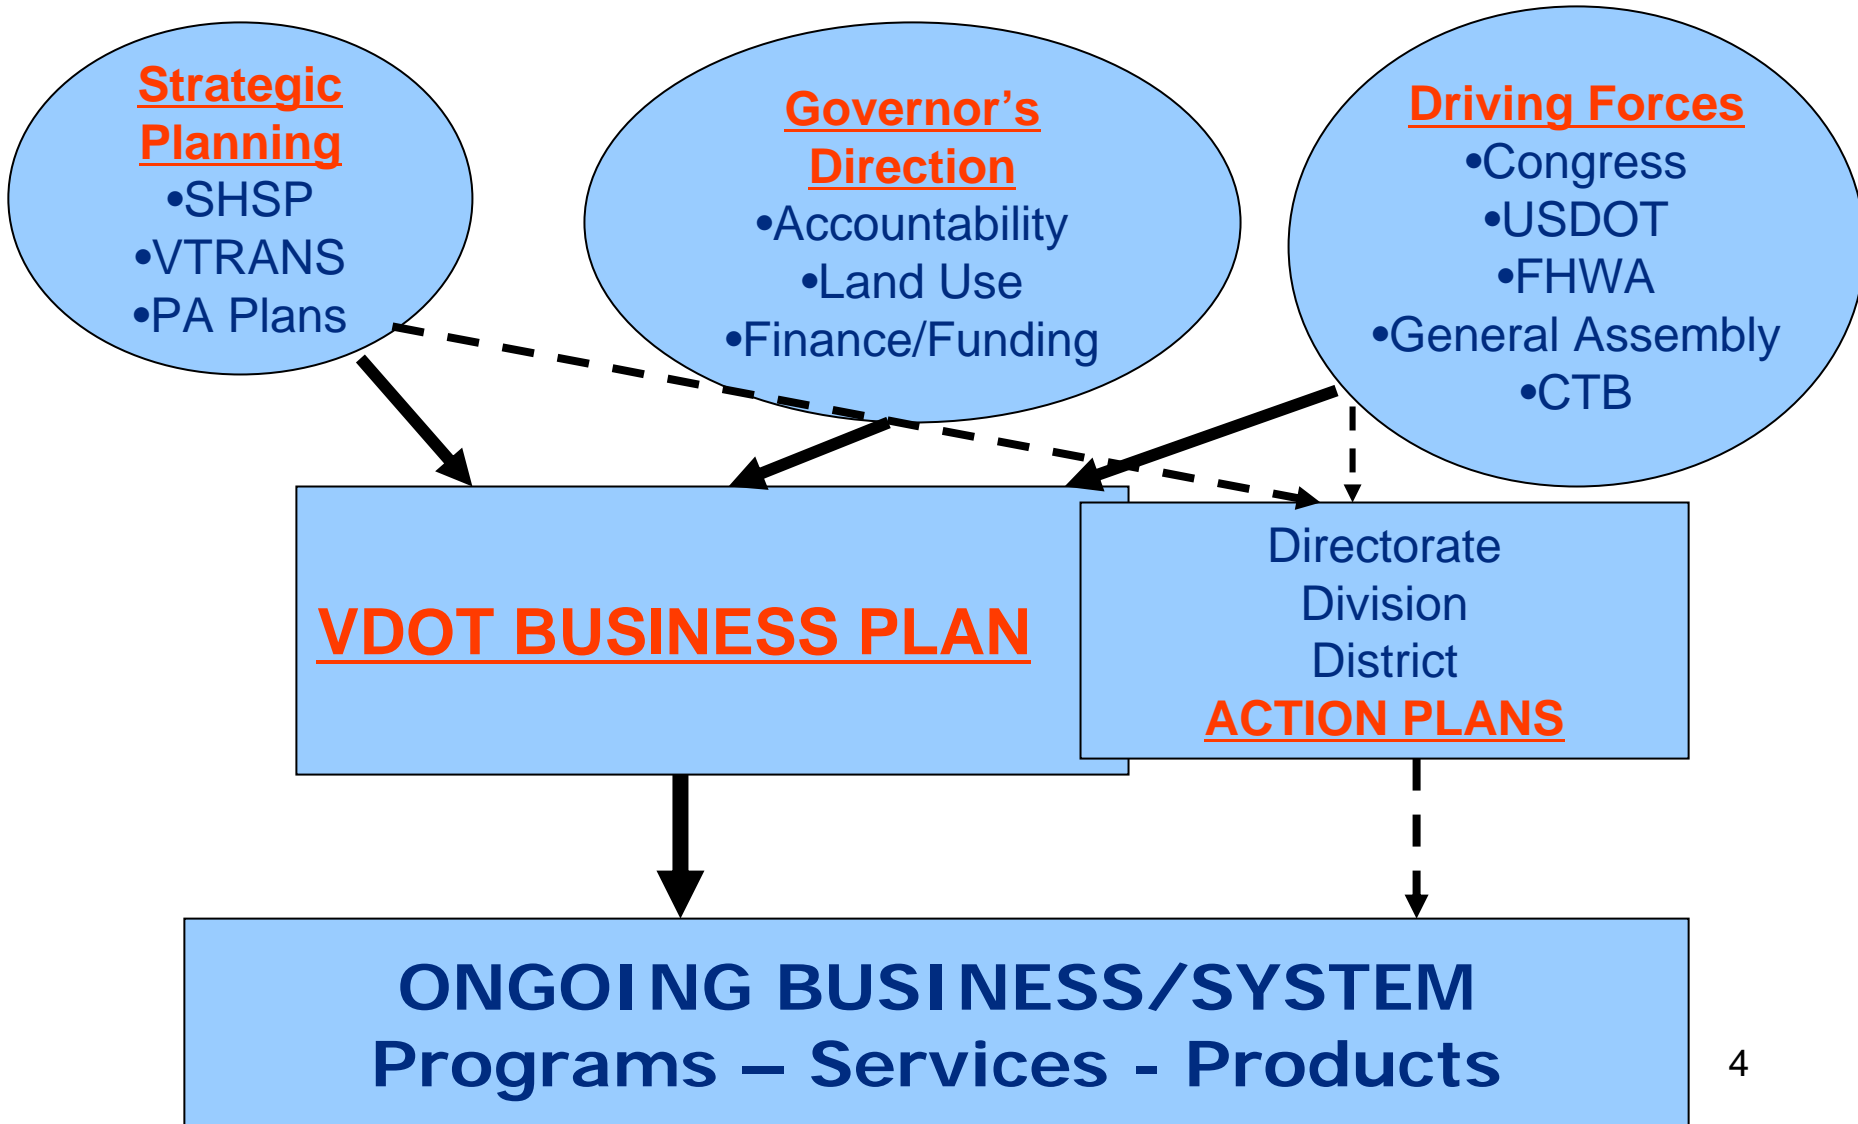 Strategic
Planning
•SHSP
•VTRANS
•PA Plans
Governor’s
Direction
•Accountability
•Land Use
•Finance/Funding
Driving Forces
•Congress
•USDOT
•FHWA
•General Assembly
•CTB
VDOT BUSINESS PLAN
Directorate
Division
District
ACTION PLANS
ONGOING BUSINESS/SYSTEM
Programs – Services - Products
4